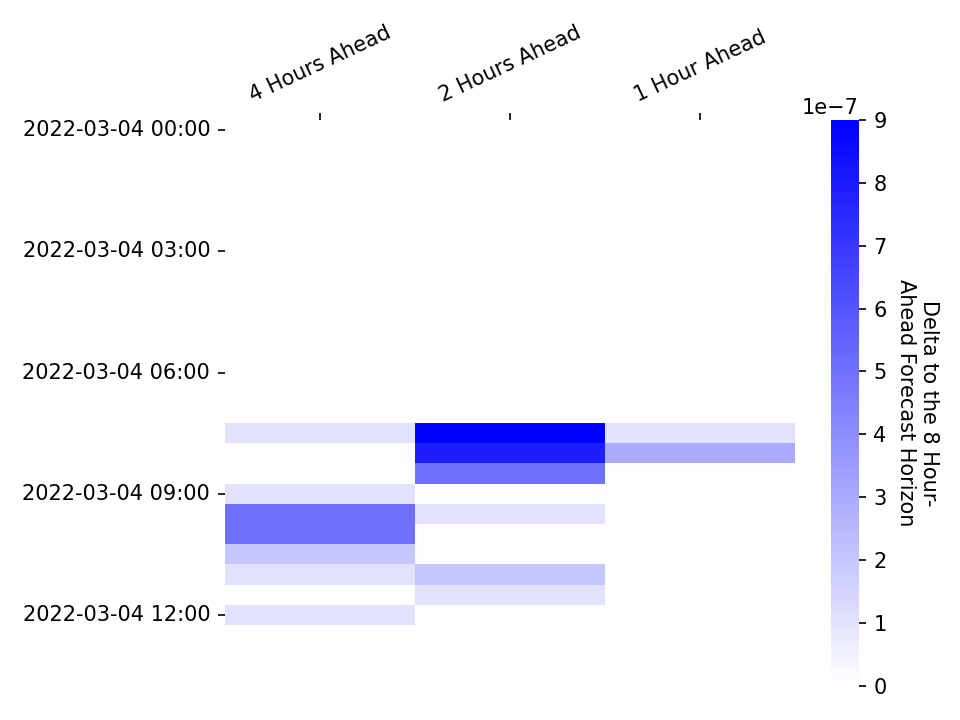 4 Hours Ahead
2 Hours Ahead
1 Hour Ahead
2022-03-04 00:00
2022-03-04 03:00
2022-03-04 06:00
2022-03-04 09:00
2022-03-04 12:00
1e−7
9
8
7
6
5
4
3
2
1
0
Delta to the 8 Hour-
Ahead Forecast Horizon